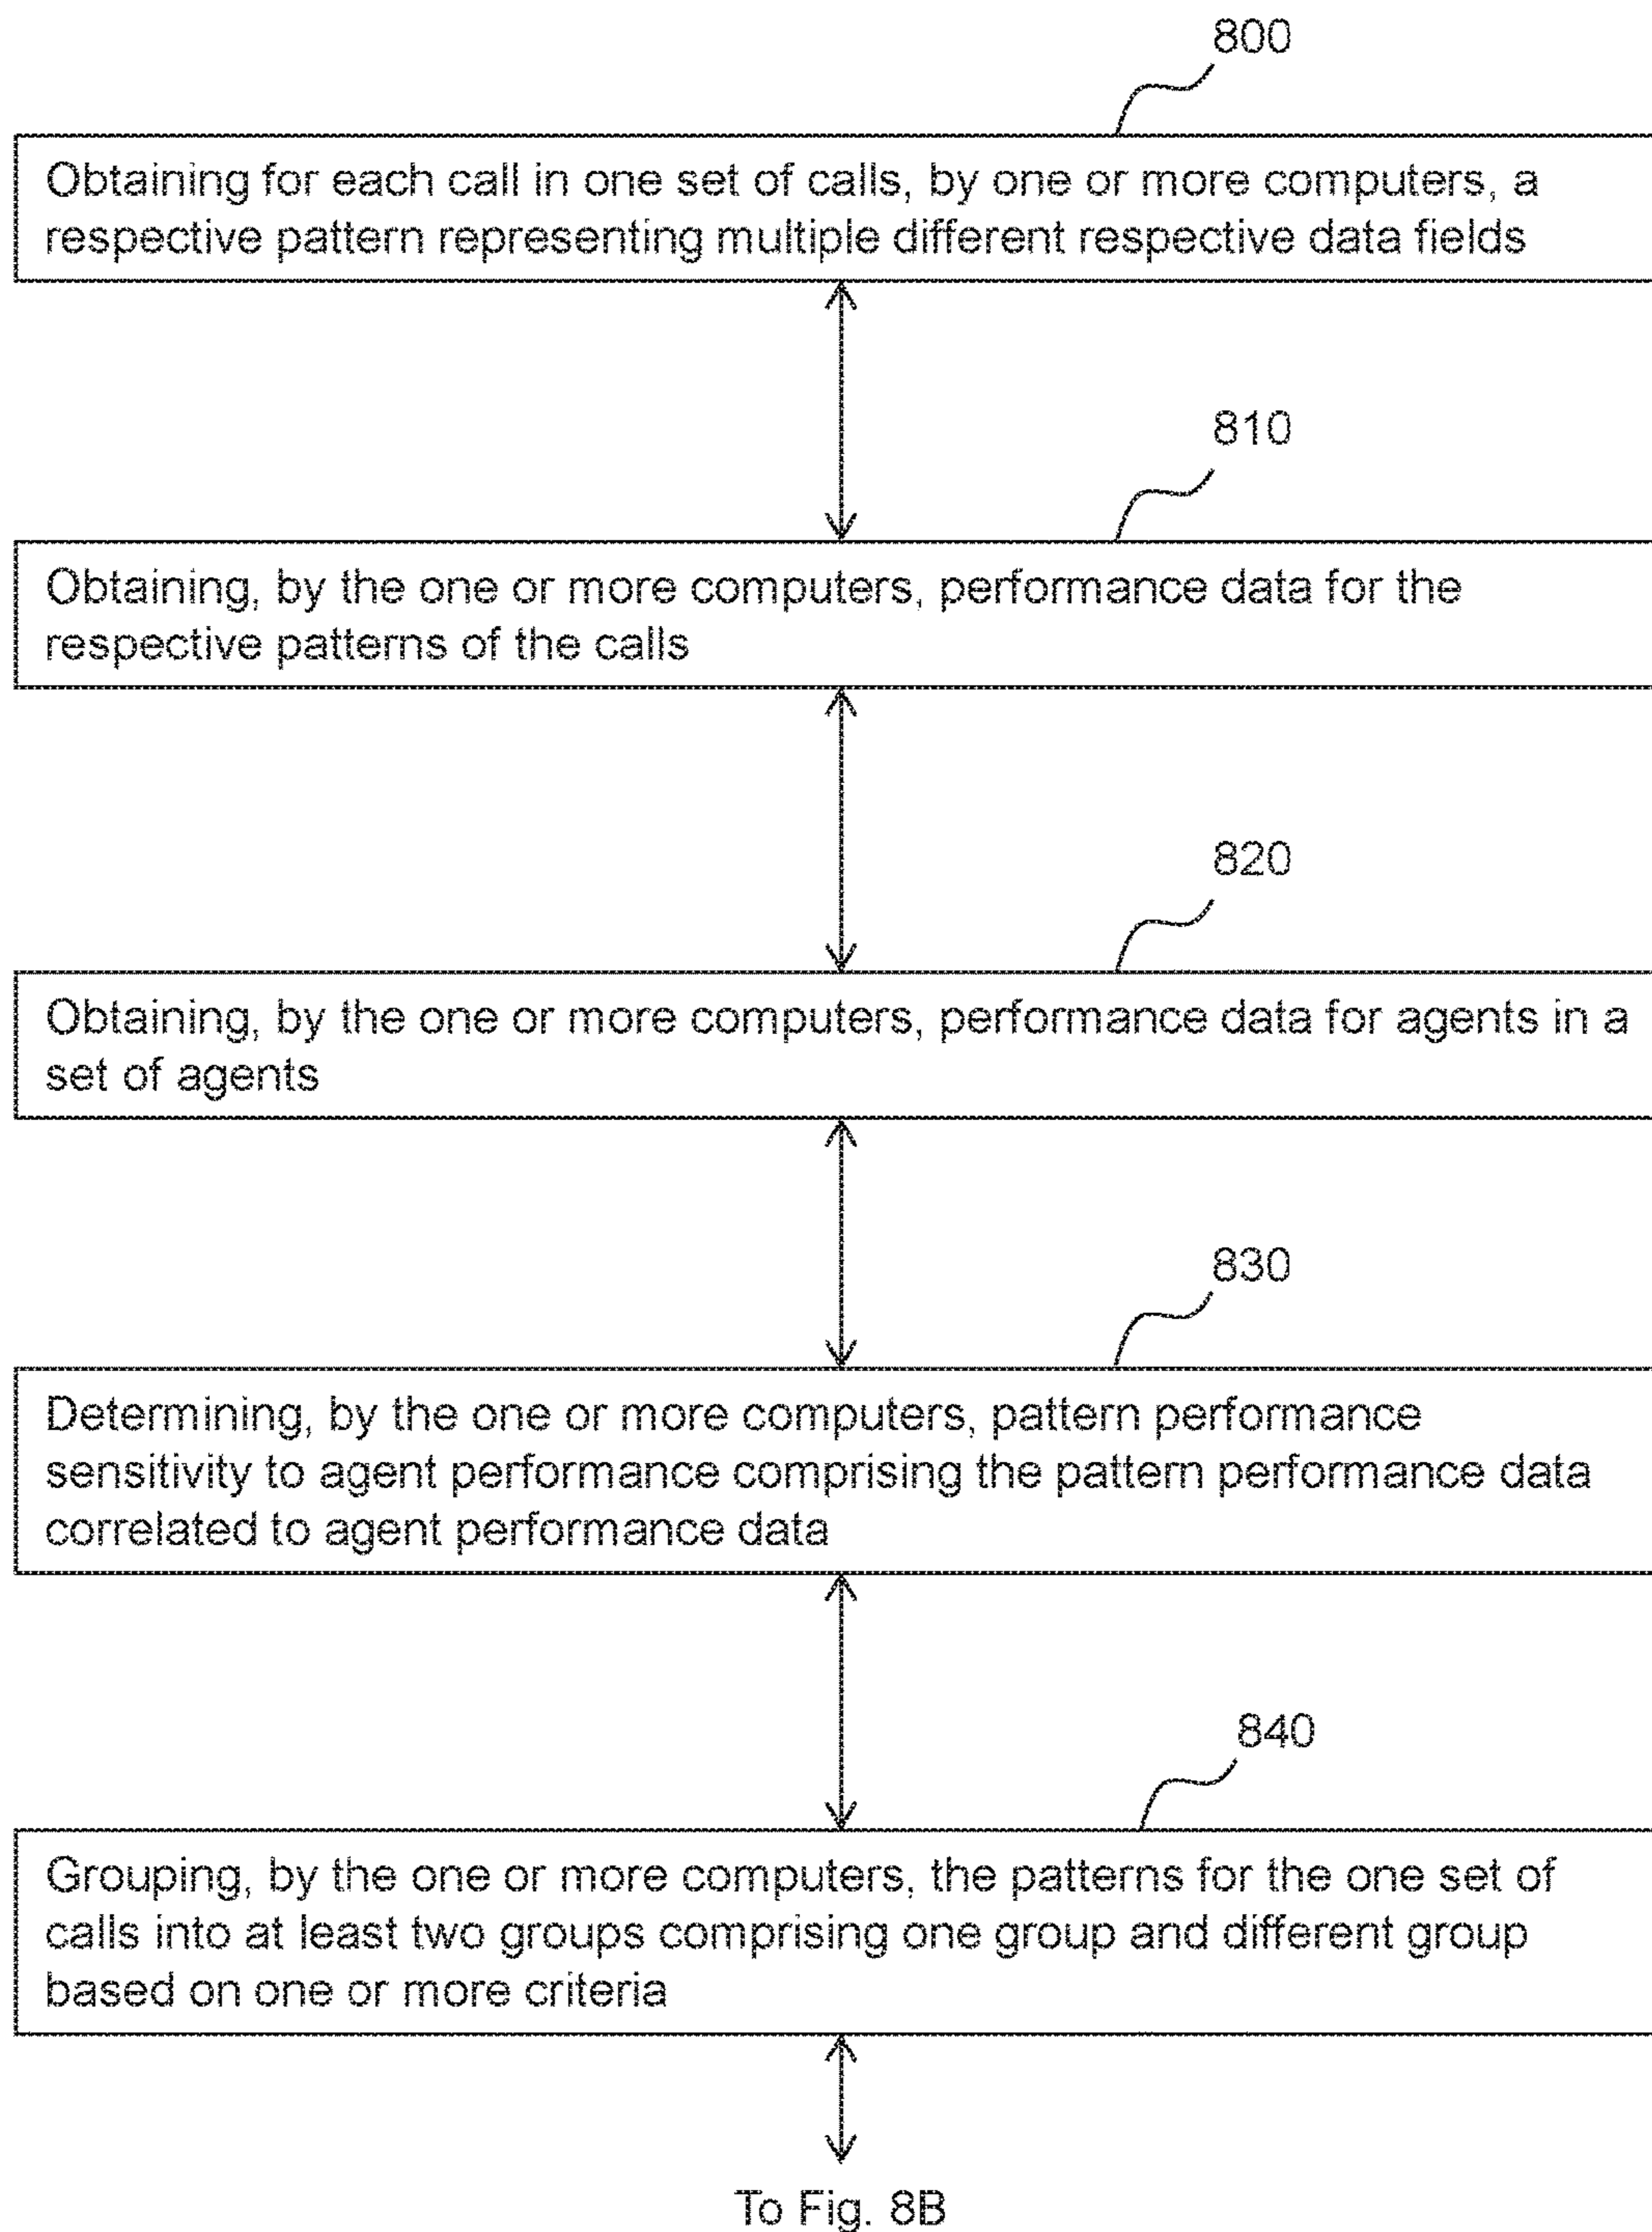 800
Obtaining for each call in one set of calls, by one or more computers, a
respective pattern representing multiple different respective data fields
810
Obtaining, by the one or more computers, performance data for the
respective patterns of the calls
820
Obtaining, by the one or more computers, performance data for agents in a
set of agents
830
Determining, by the one or more computers, pattern performance
sensitivity to agent performance comprising the pattern performance data
correlated to agent performance data
840
Grouping, by the one or more computers, the patterns for the one set of
calls into at least two groups comprising one group and different group
based on one or more criteria
To Fig. 8B